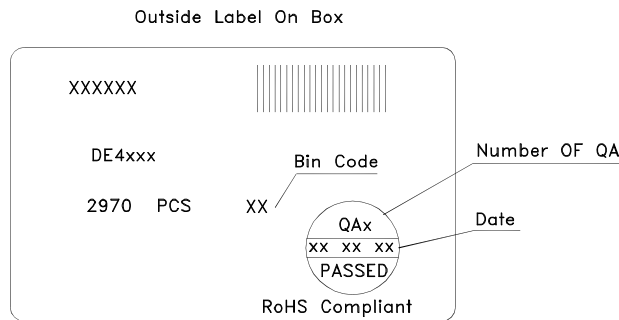 Outside Label On Box
XXXXXX
DE4xxx
Bin Code
Number OF QA
2970 PCS XX
QAx
Date
xx xx xx
PASSED
RoHS Compliant